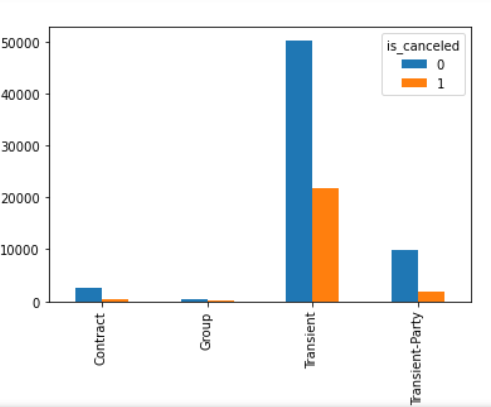 50000
40000
30000
20000
10000
0
is_canceled
0
1
Contract
Group
Transient
Transient-Party